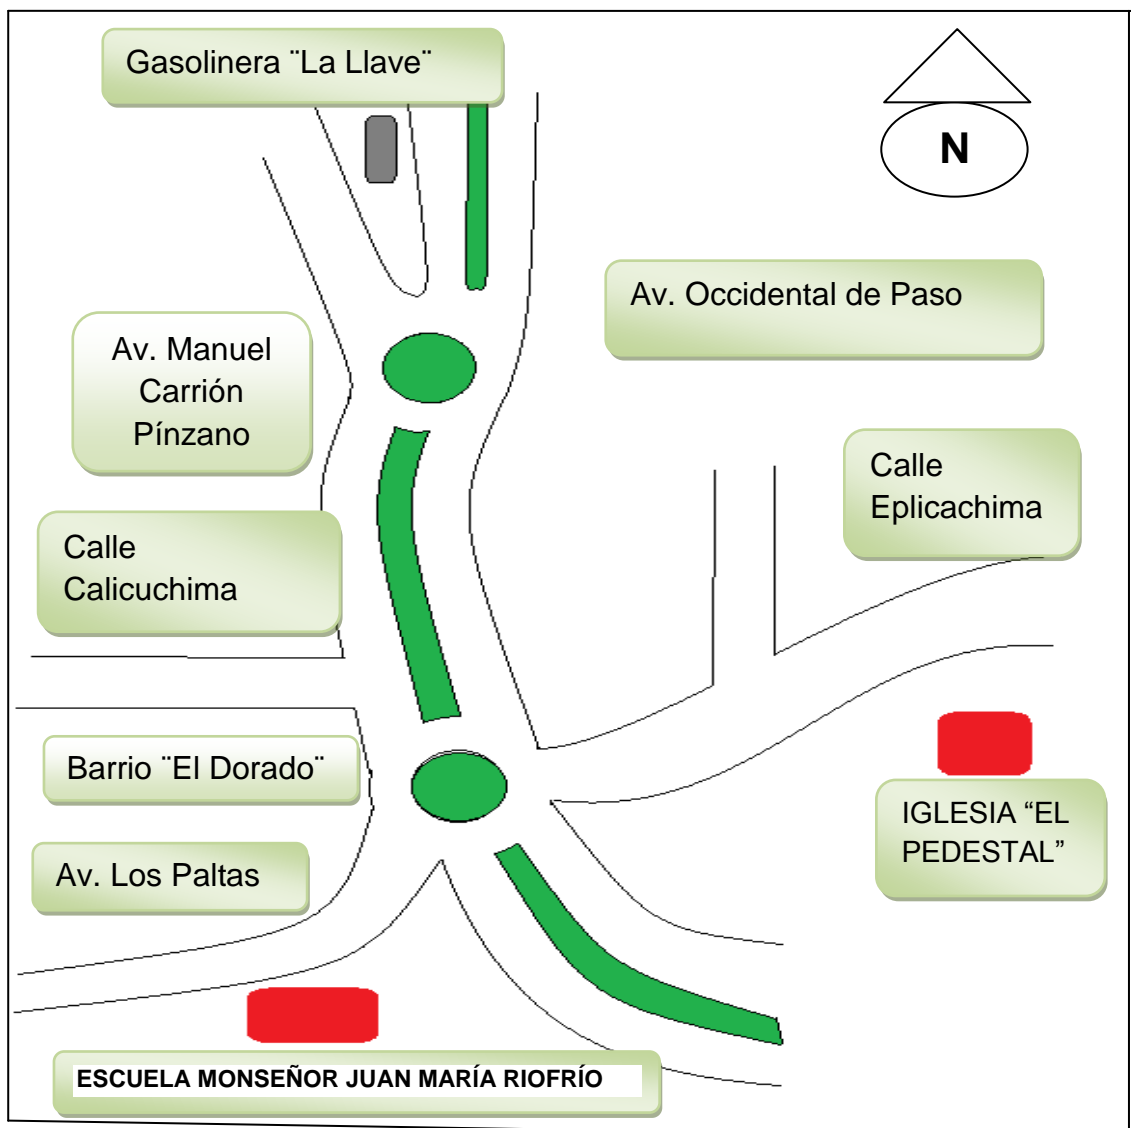 Gasolinera ¨La Llave¨
N
Av. Occidental de Paso
Av. Manuel
Carrión
Pínzano
Calle
Eplicachima
Calle
Calicuchima
Barrio ¨El Dorado¨
IGLESIA “EL
PEDESTAL”
Av. Los Paltas
ESCUELA MONSEÑOR JUAN MARÍA RIOFRÍO